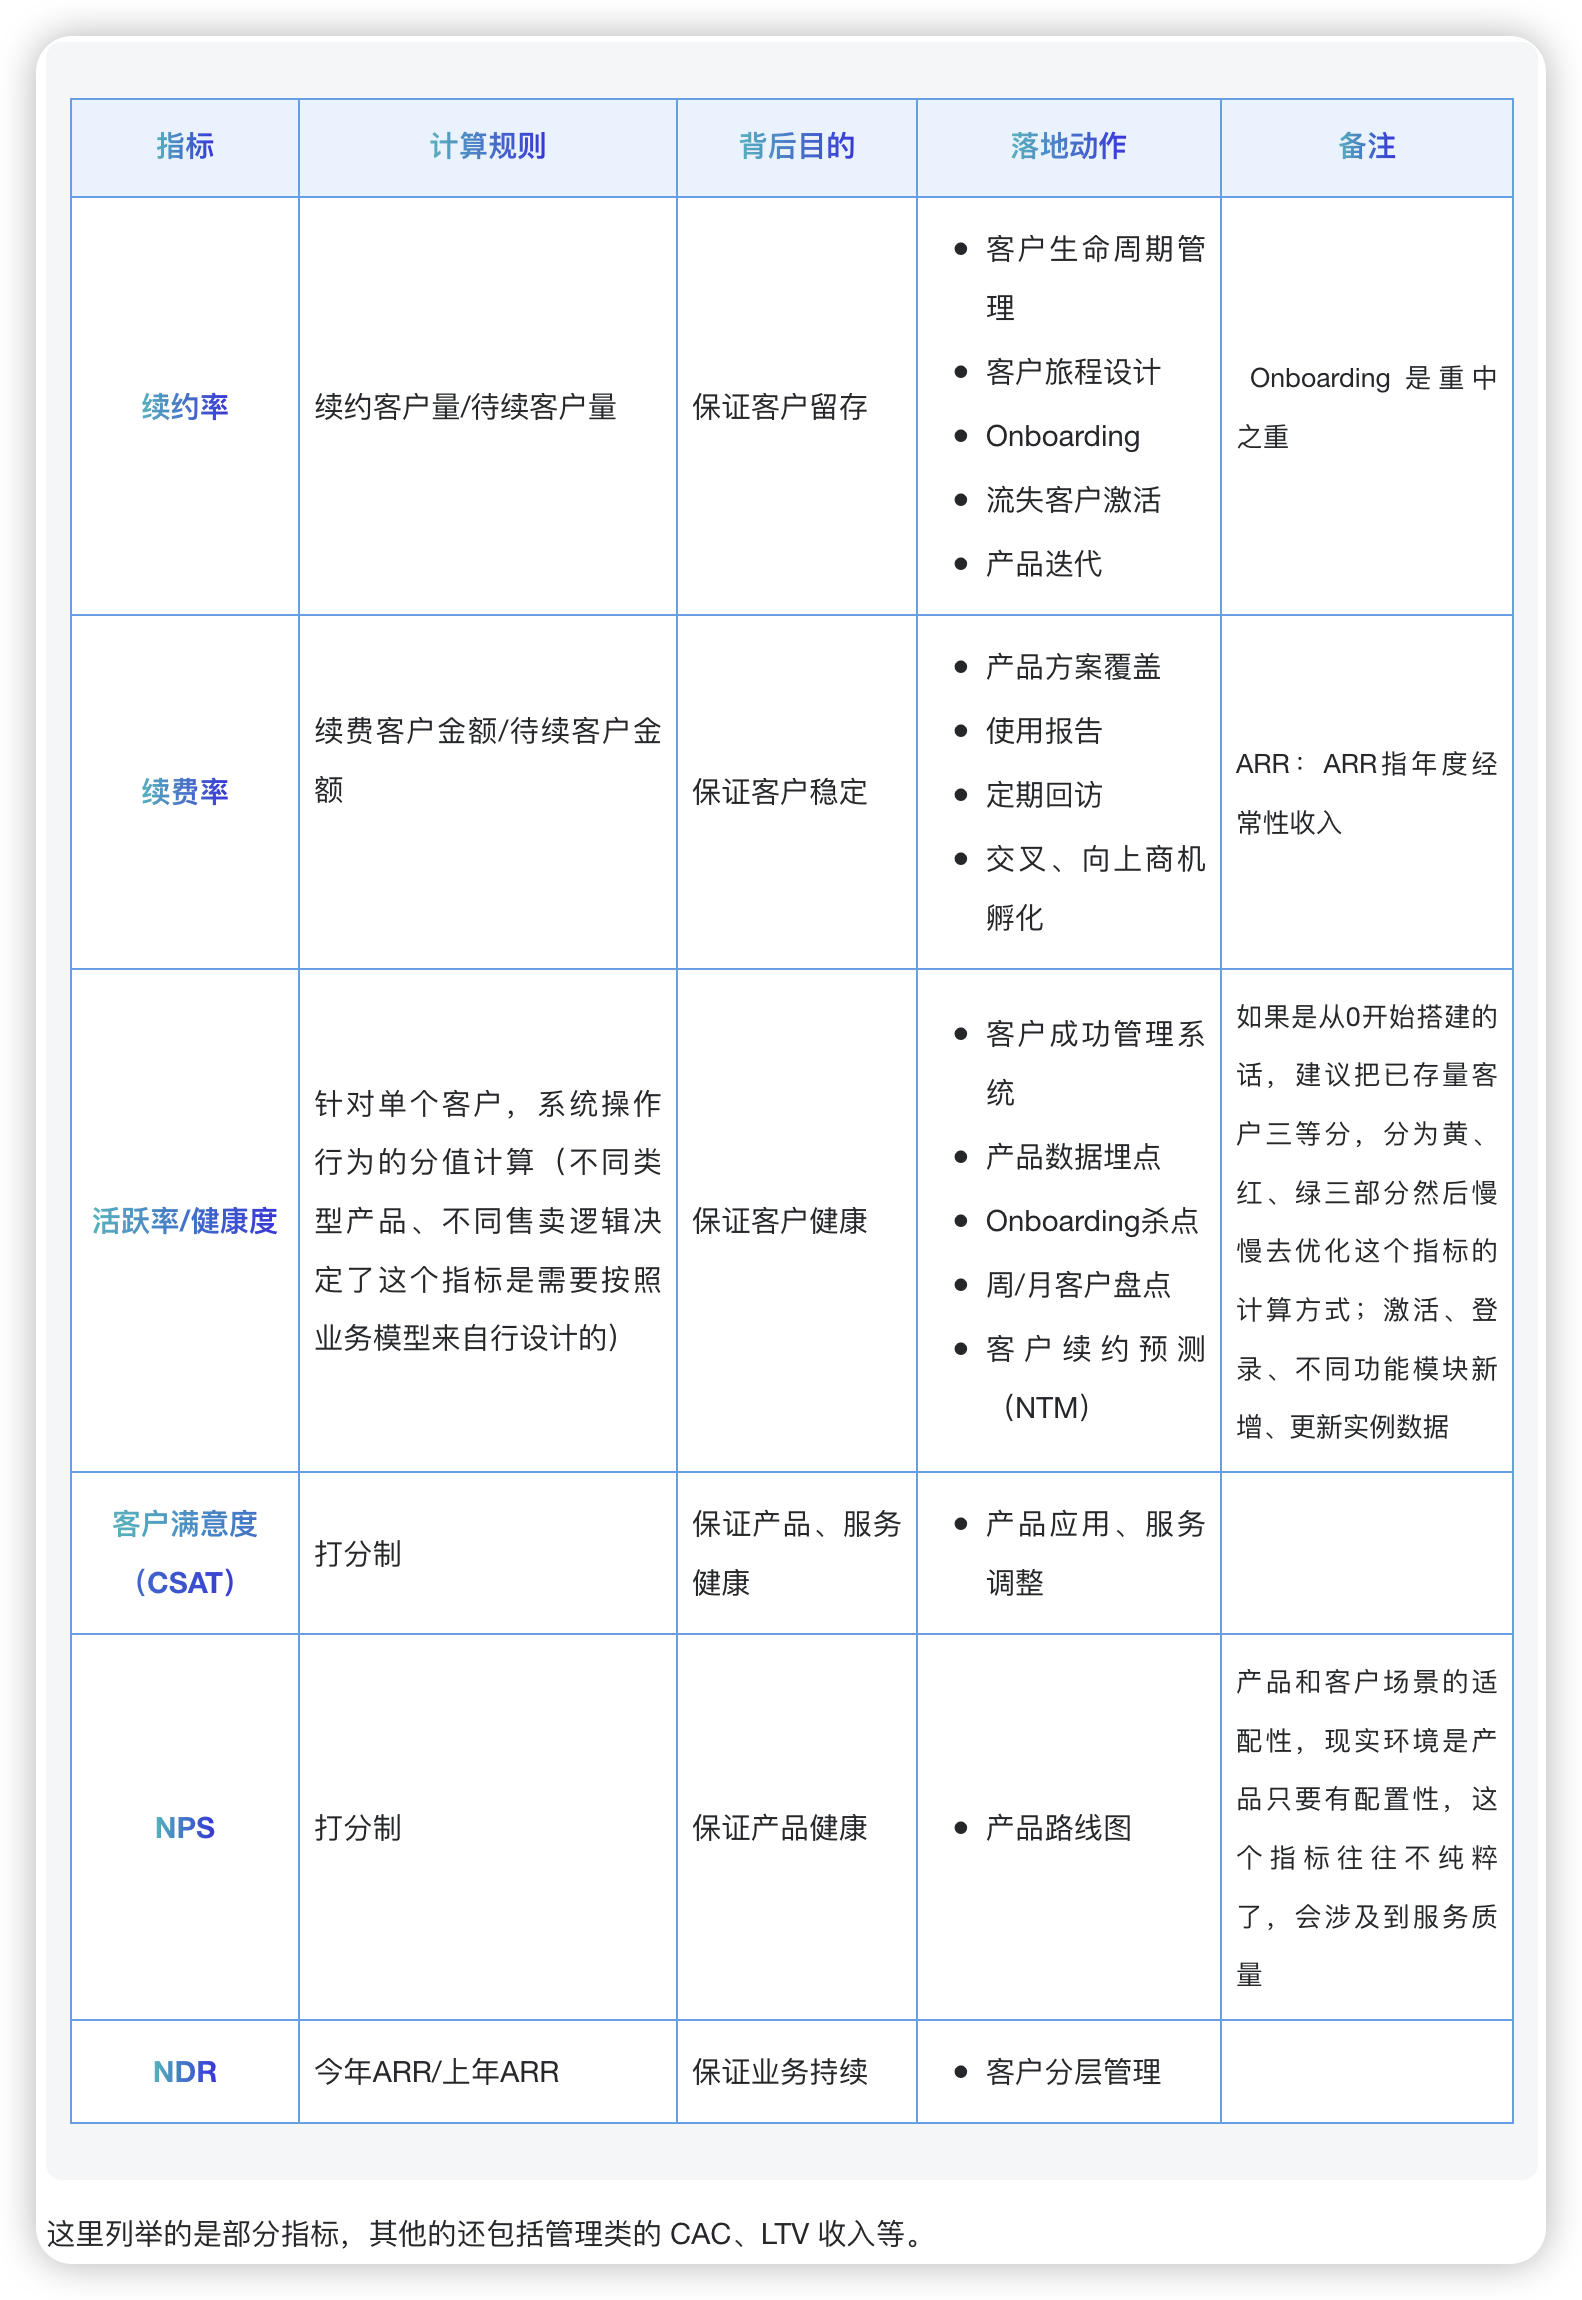 指标
计算规则
背后目的
落地动作
备注
续约率
续约客户量/待续客户量
保证客户留存
客户生命周期管
理
客户旅程设计
Onboarding
流失客户激活
产品迭代
Onboarding 是重中
之重
续费率
续费客户金额/待续客户金
额
保证客户稳定
产品方案覆盖
使用报告
定期回访
交叉、向上商机
孵化
ARR：ARR指年度经
常性收入
活跃率/健康度
针对单个客户，系统操作
行为的分值计算（不同类
型产品、不同售卖逻辑决
定了这个指标是需要按照
业务模型来自行设计的）
保证客户健康
客户成功管理系
统
产品数据埋点
Onboarding杀点
周/月客户盘点
客户续约预测
（NTM）
如果是从0开始搭建的
话，建议把已存量客
户三等分，分为黄、
红、绿三部分然后慢
慢去优化这个指标的
计算方式；激活、登
录、不同功能模块新
增、更新实例数据
客户满意度
（CSAT）
打分制
保证产品、服务
健康
产品应用、服务
调整
NPS
打分制
保证产品健康
产品路线图
产品和客户场景的适
配性，现实环境是产
品只要有配置性，这
个指标往往不纯粹
了，会涉及到服务质
量
NDR
今年ARR/上年ARR
保证业务持续
客户分层管理
这里列举的是部分指标，其他的还包括管理类的 CAC、LTV 收入等。